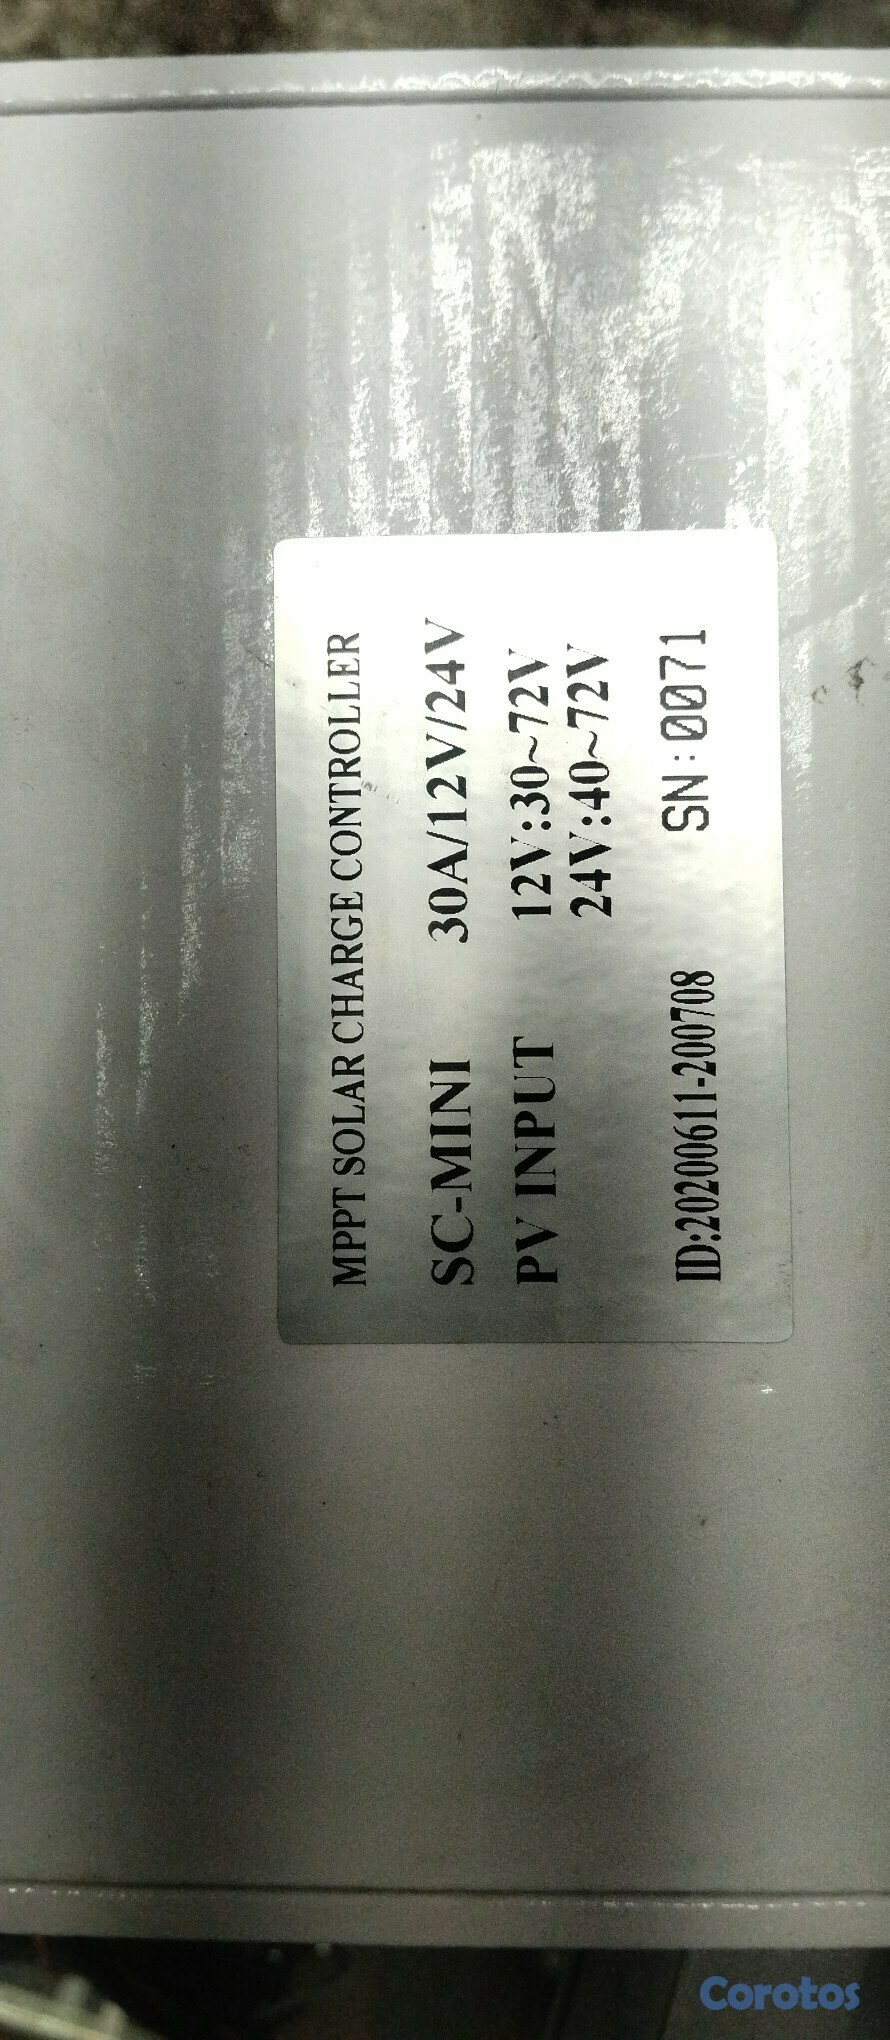 MPPT SOLAR CHARGE CONTROLLER
SC-MINI 30A/12V/24V
PV INPUT 12V:30~72V
24V:40~72V
ID:20200611-200708 SN:0071
Corotos